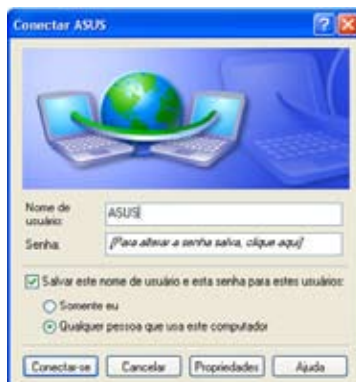 Conectar ASUS
Nome de
usuário:
ASUS
Senha:
[Para alterar a senha salva, clique aqui]
Salvar este nome de usuário e esta senha para estes usuários:
Somente eu
Qualquer pessoa que usa este computador
Conectar-se
Cancelar
Propriedades
Ajuda